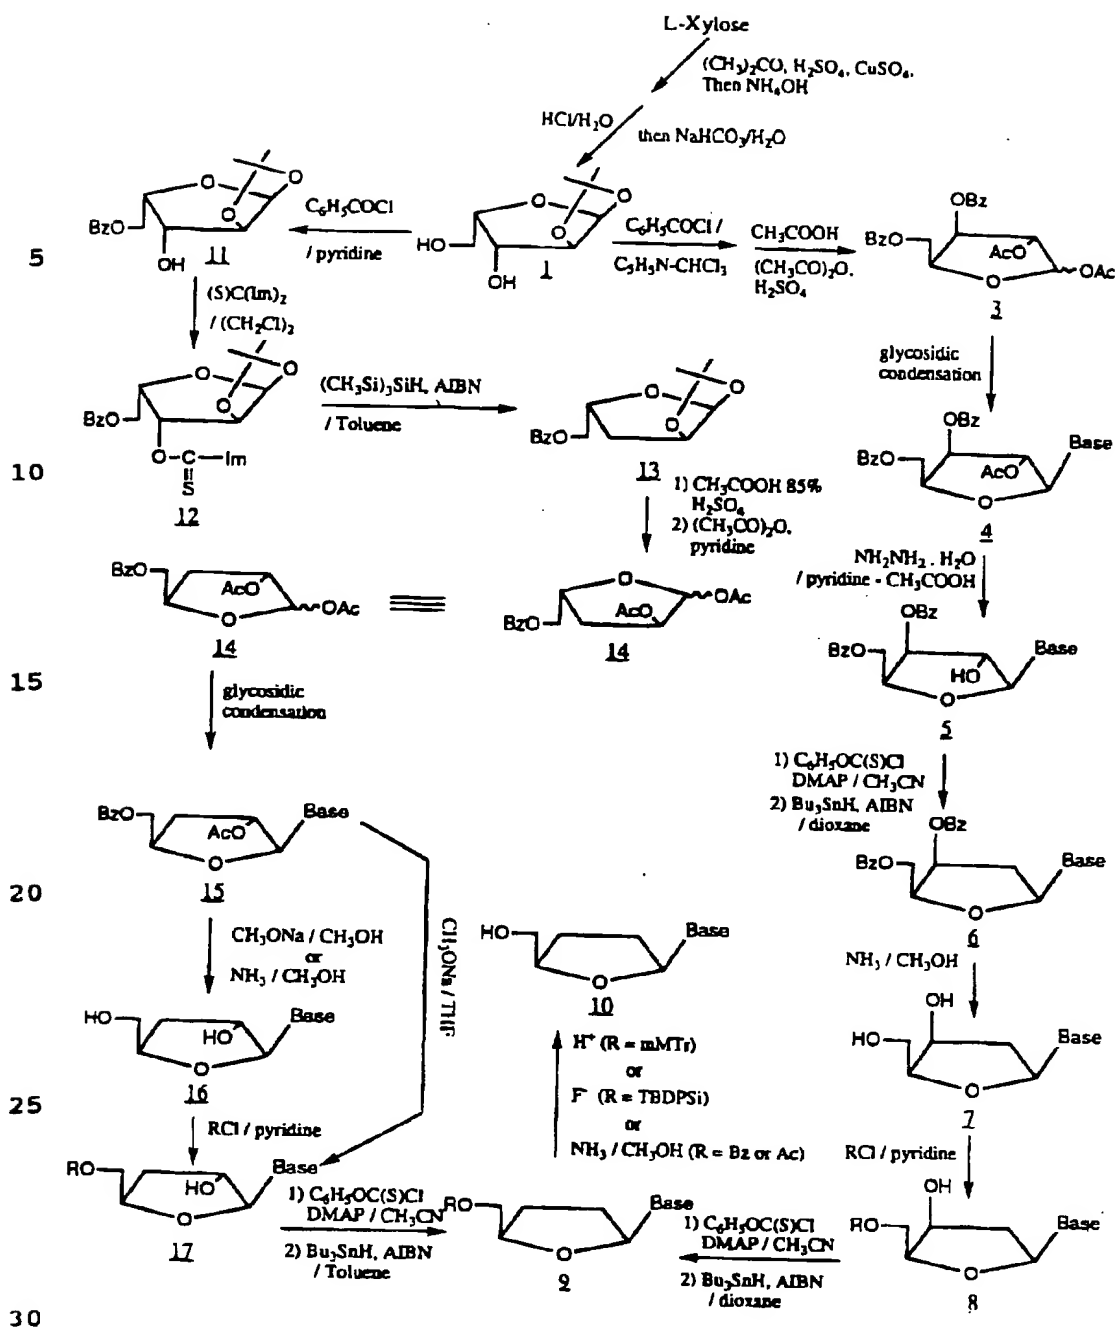 L-Xylose
(CH3)2CO, H2SO4, CuSO4,
Then NH4OH
HCl/H2O
then NaHCO3/H2O
5
BzO
O
O
O
OH
11
C6H5COCl
/ pyridine
HO
O
O
O
OH
1
C6H5COCl /
C5H5N-CHCl3
CH3COOH
(CH3CO)2O,
H2SO4
OBz
BzO
AcO
O
OAc
3
(S)C(Im)2
/ (CH2Cl)2
glycosidic
condensation
BzO
O
O
O
O-C-Im
S
12
(CH3Si)3SiH, AIBN
/ Toluene
O
O
O
BzO
13
OBz
BzO
AcO
O
Base
4
10
1) CH3COOH 85%
H2SO4
2) (CH3CO)2O,
pyridine
NH2NH2 . H2O
/ pyridine - CH3COOH
BzO
AcO
O
OAc
14
O
AcO
OAc
BzO
14
OBz
BzO
HO
O
Base
5
15
glycosidic
condensation
1) C6H5OC(S)Cl
DMAP / CH3CN
2) Bu3SnH, AIBN
/ dioxane
BzO
AcO
O
Base
15
OBz
BzO
O
Base
6
20
CH3ONa / CH3OH
or
NH3 / CH3OH
CH3ONa / THF
HO
O
Base
10
NH3 / CH3OH
HO
HO
O
Base
16
H+ (R = mMTr)
or
F- (R = TBDPSi)
or
NH3 / CH3OH (R = Bz or Ac)
OH
HO
O
Base
7
25
RCl / pyridine
RCl / pyridine
RO
HO
O
Base
17
1) C6H5OC(S)Cl
DMAP / CH3CN
2) Bu3SnH, AIBN
/ Toluene
RO
O
Base
9
1) C6H5OC(S)Cl
DMAP / CH3CN
2) Bu3SnH, AIBN
/ dioxane
OH
RO
O
Base
8
30